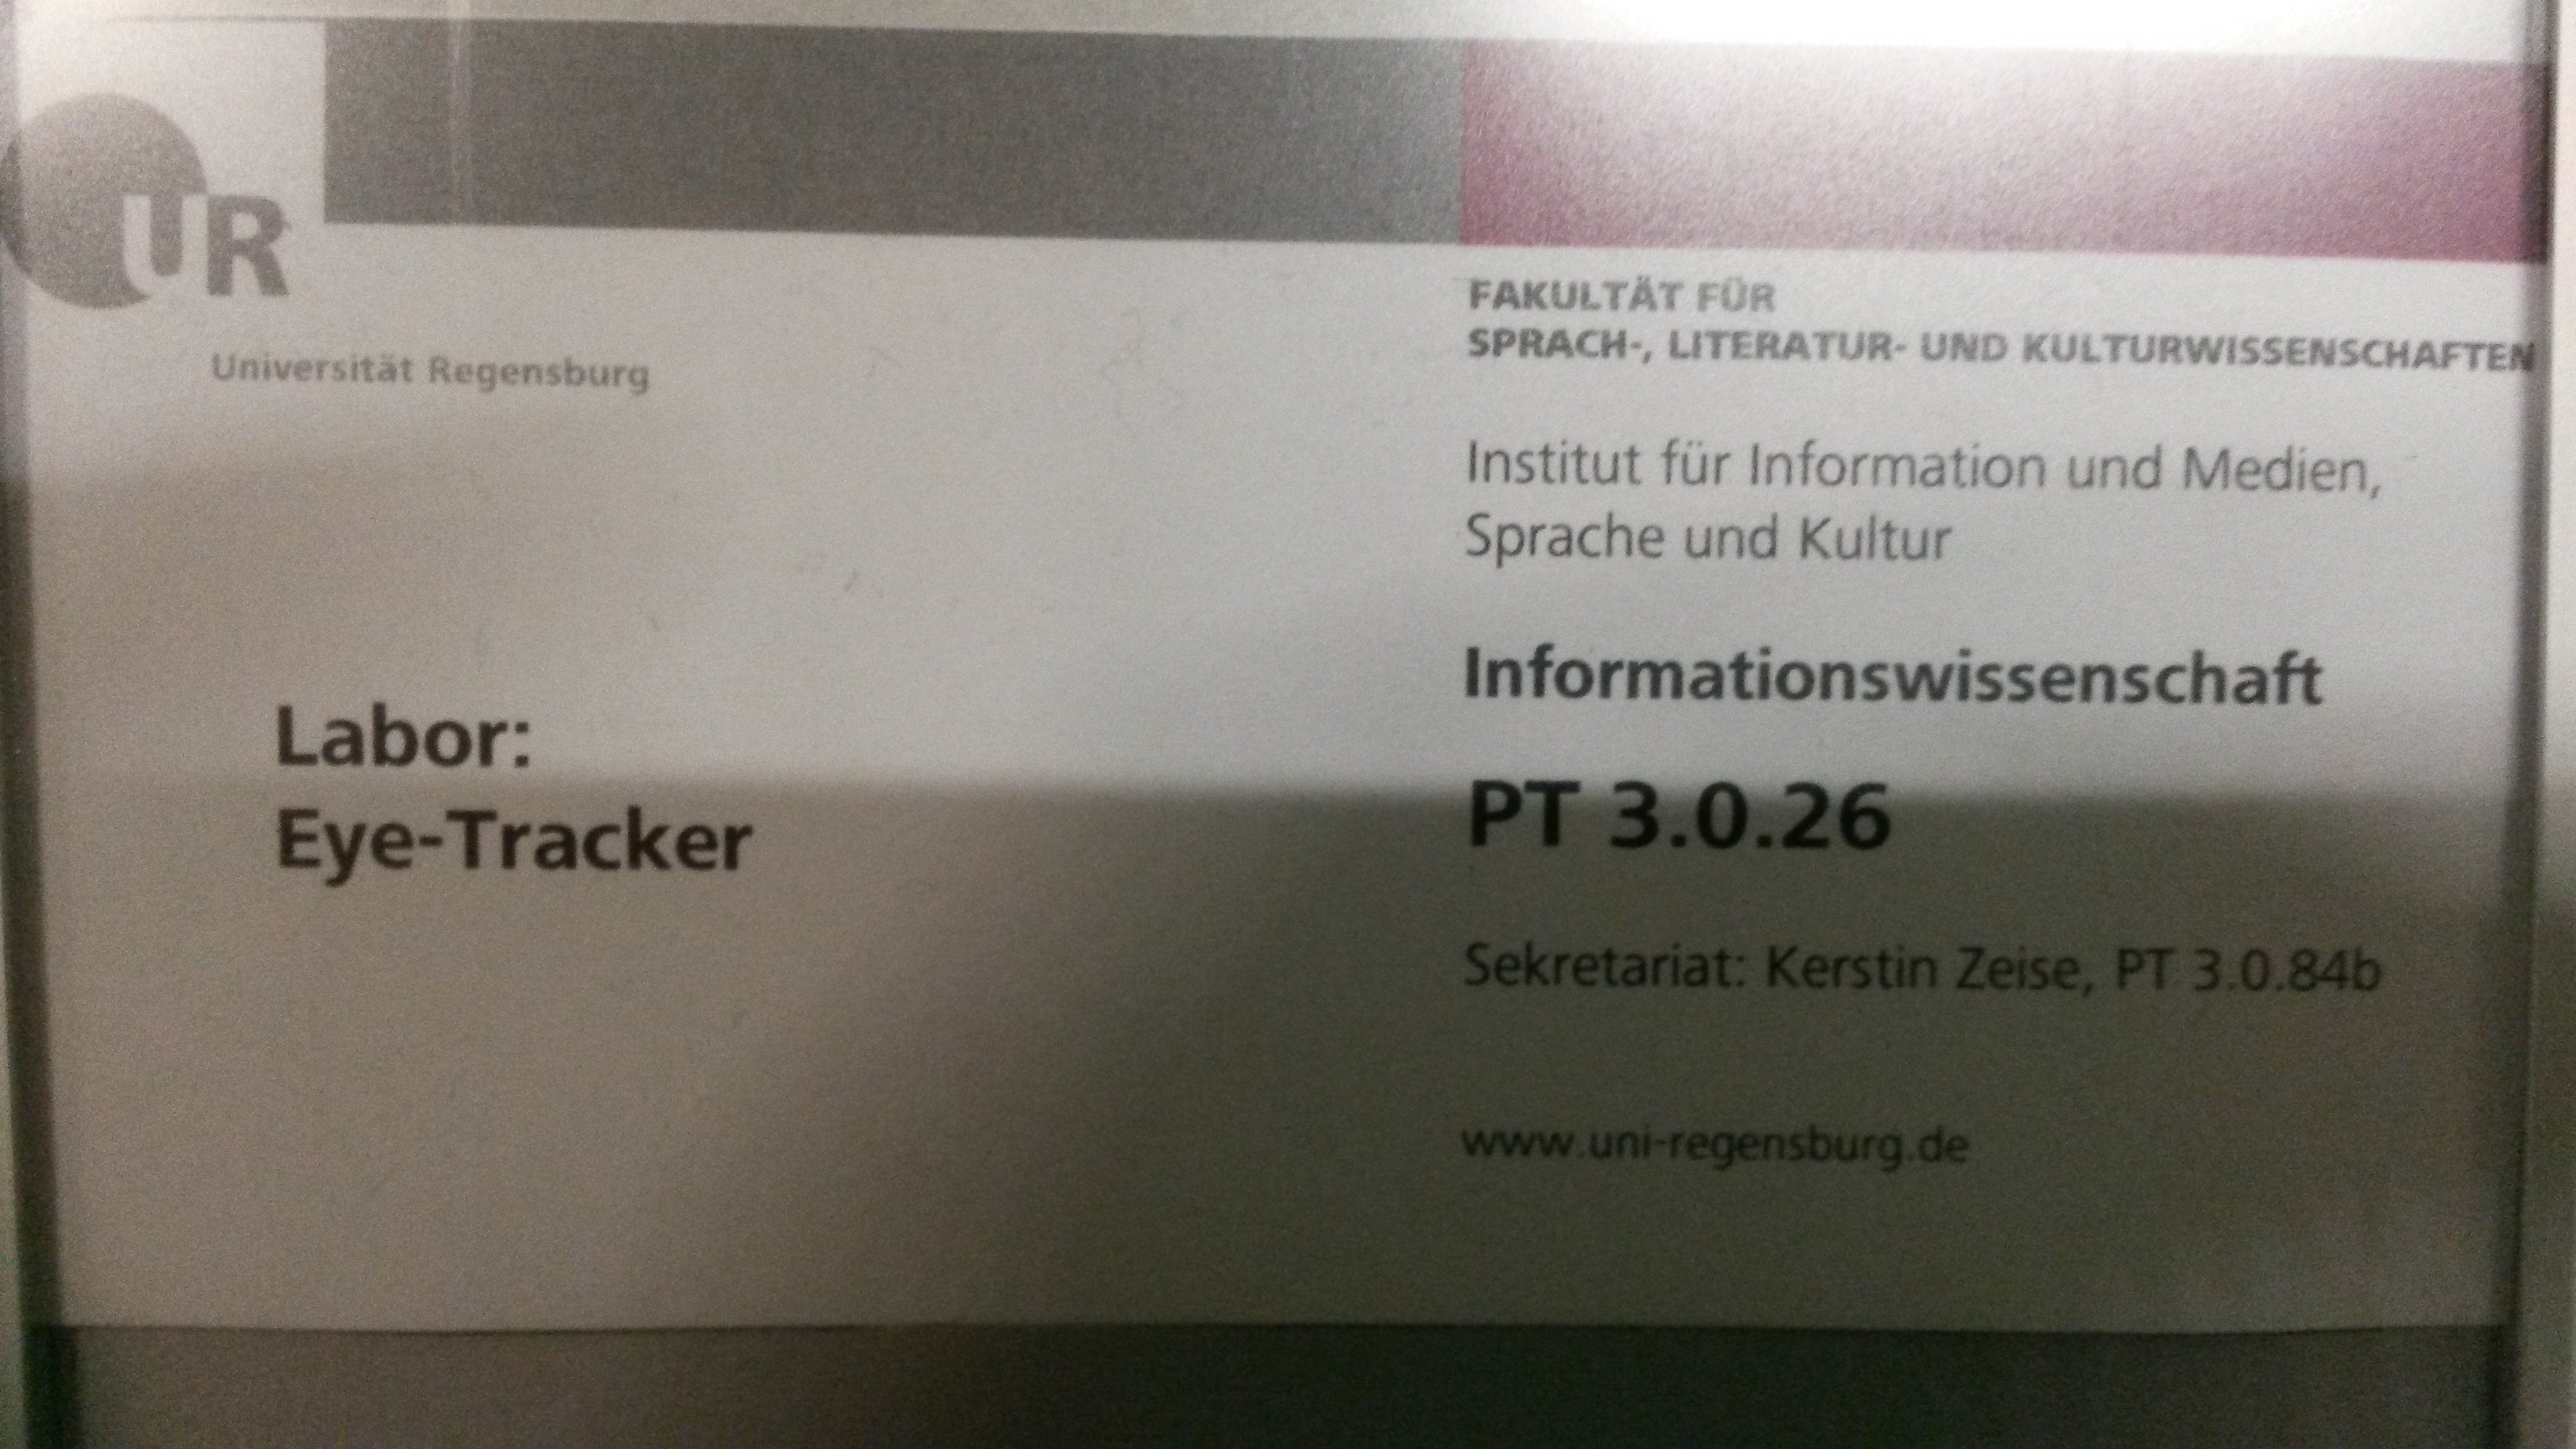 UR
Universität Regensburg
FAKULTÄT FÜR
SPRACH-, LITERATUR- UND KULTURWISSENSCHAFTEN
Institut für Information und Medien,
Sprache und Kultur
Informationswissenschaft
Labor:
Eye-Tracker
PT 3.0.26
Sekretariat: Kerstin Zeise, PT 3.0.84b
www.uni-regensburg.de